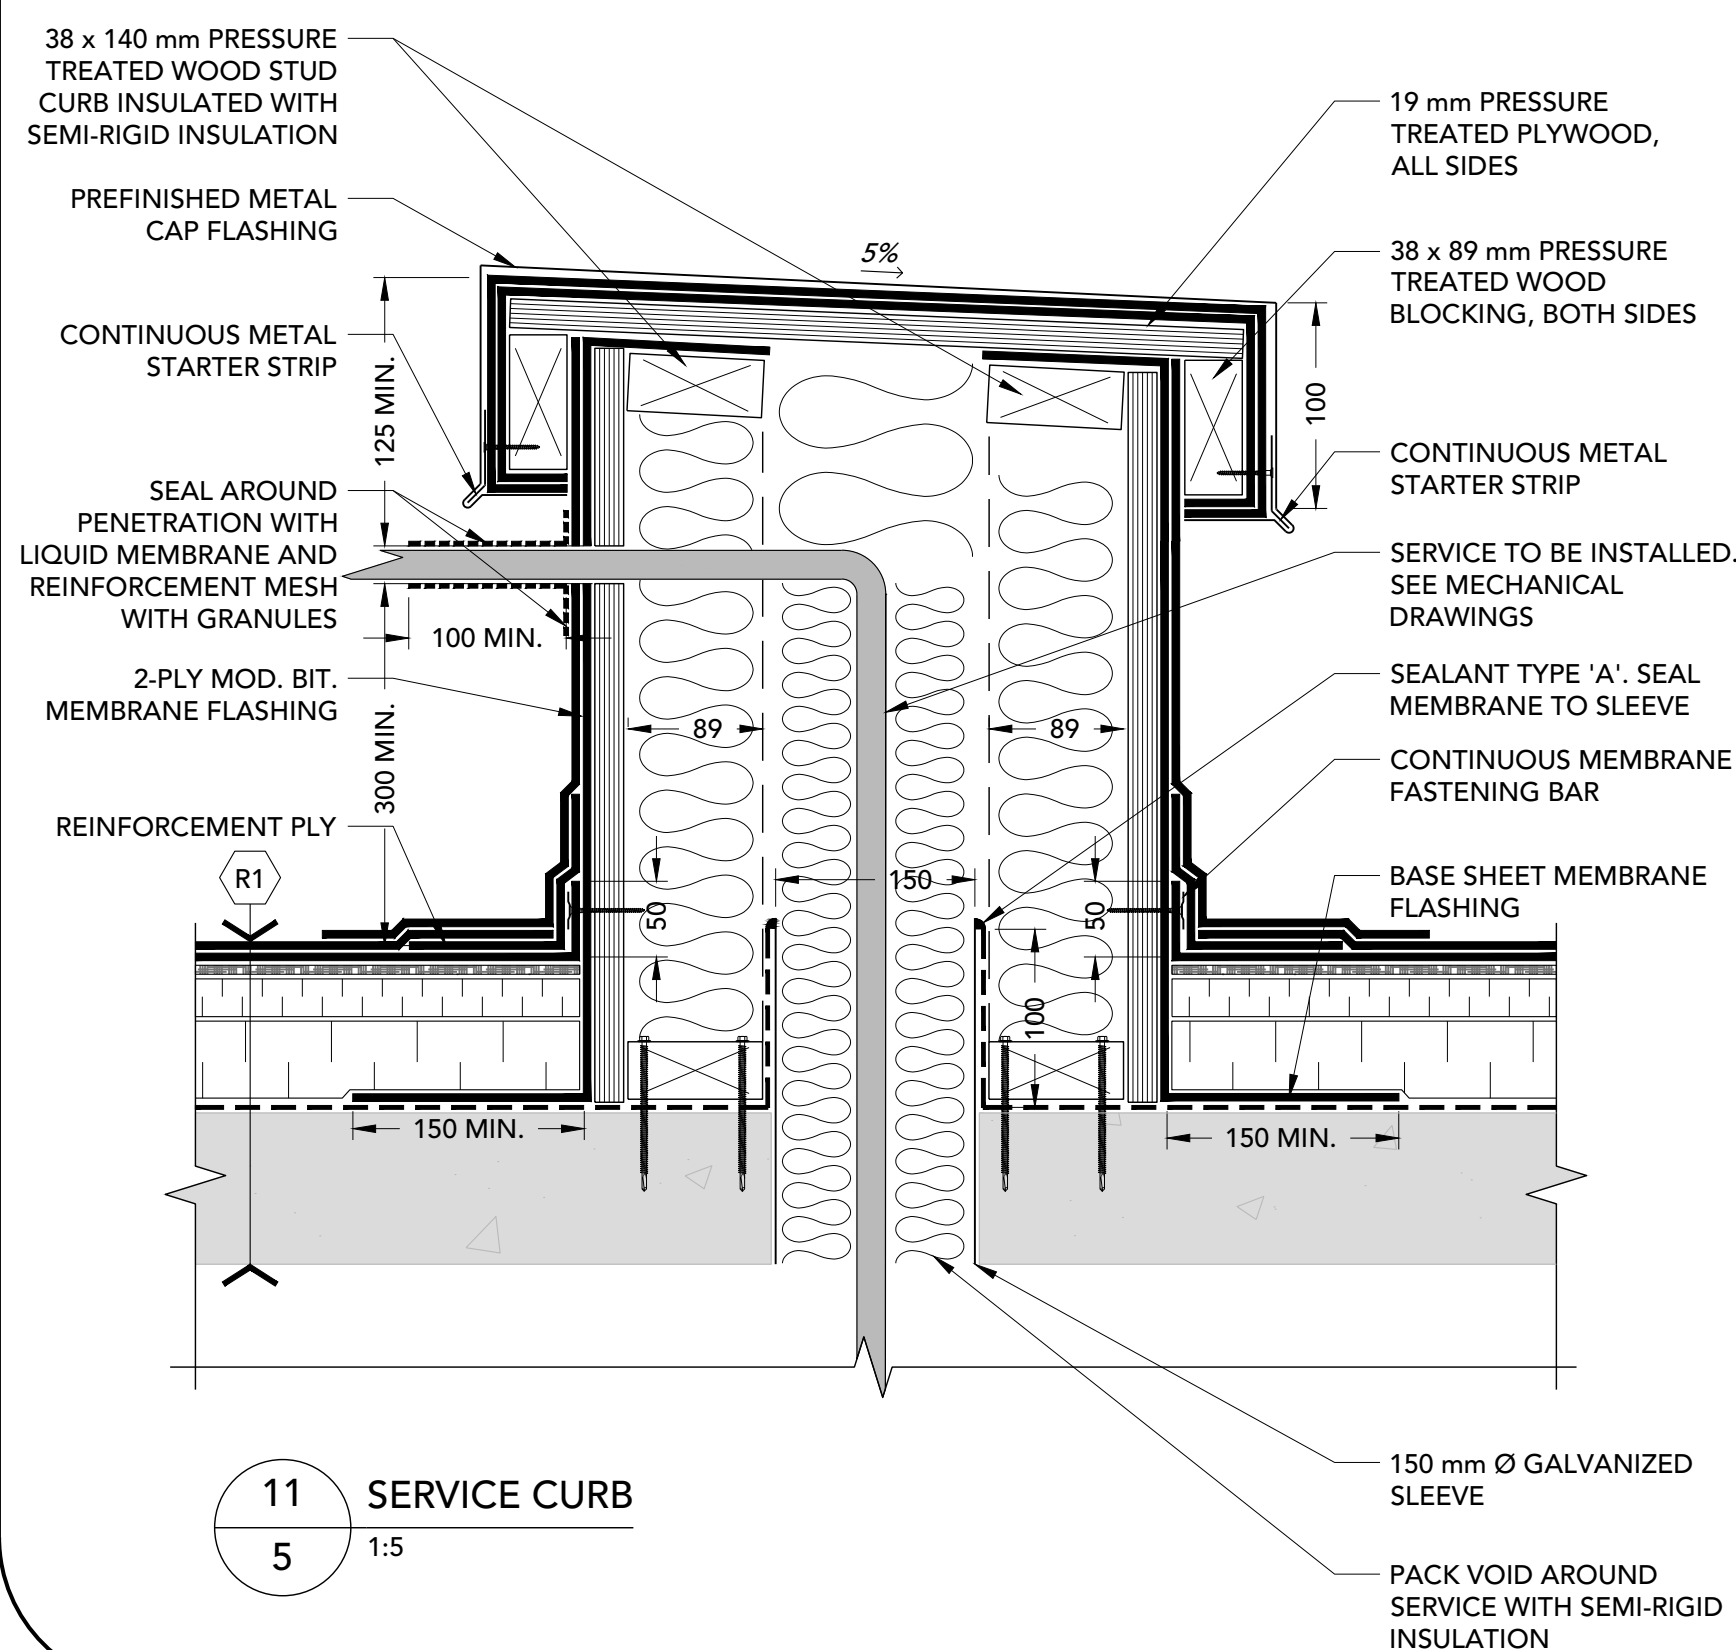 38 x 140 mm PRESSURE
TREATED WOOD STUD
CURB INSULATED WITH
SEMI-RIGID INSULATION
PREFINISHED METAL
CAP FLASHING
CONTINUOUS METAL
STARTER STRIP
SEAL AROUND
PENETRATION WITH
LIQUID MEMBRANE AND
REINFORCEMENT MESH
WITH GRANULES
2-PLY MOD. BIT.
MEMBRANE FLASHING
REINFORCEMENT PLY
R1
125 MIN.
300 MIN.
100 MIN.
5%
89
89
150
50
50
100
100
150 MIN.
150 MIN.
19 mm PRESSURE
TREATED PLYWOOD,
ALL SIDES
38 x 89 mm PRESSURE
TREATED WOOD
BLOCKING, BOTH SIDES
CONTINUOUS METAL
STARTER STRIP
SERVICE TO BE INSTALLED.
SEE MECHANICAL
DRAWINGS
SEALANT TYPE 'A'. SEAL
MEMBRANE TO SLEEVE
CONTINUOUS MEMBRANE
FASTENING BAR
BASE SHEET MEMBRANE
FLASHING
150 mm Ø GALVANIZED
SLEEVE
PACK VOID AROUND
SERVICE WITH SEMI-RIGID
INSULATION
11
5
SERVICE CURB
1:5